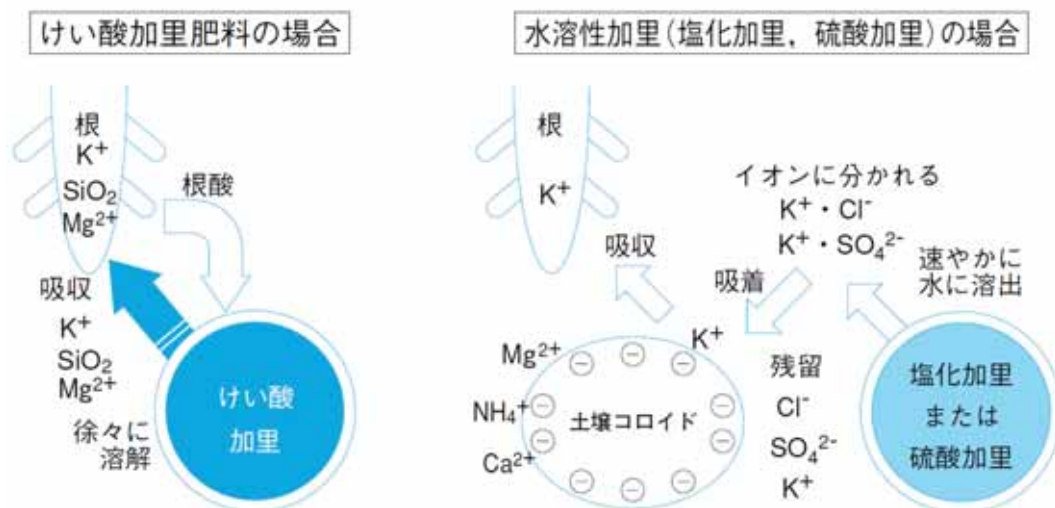 けい酸加里肥料の場合
根
K⁺
SiO₂
Mg²⁺
根酸
吸収
K⁺
SiO₂
Mg²⁺
徐々に
溶解
けい酸
加里
水溶性加里(塩化加里，硫酸加里)の場合
根
K⁺
吸収
イオンに分かれる
K⁺・Cl⁻
K⁺・SO₄²⁻
吸着
速やかに
水に溶出
K⁺
Mg²⁺
NH₄⁺
Ca²⁺
土壌コロイド
⊖ ⊖ ⊖
⊖ ⊖
⊖ ⊖
⊖ ⊖ ⊖
残留
Cl⁻
SO₄²⁻
K⁺
塩化加里
または
硫酸加里